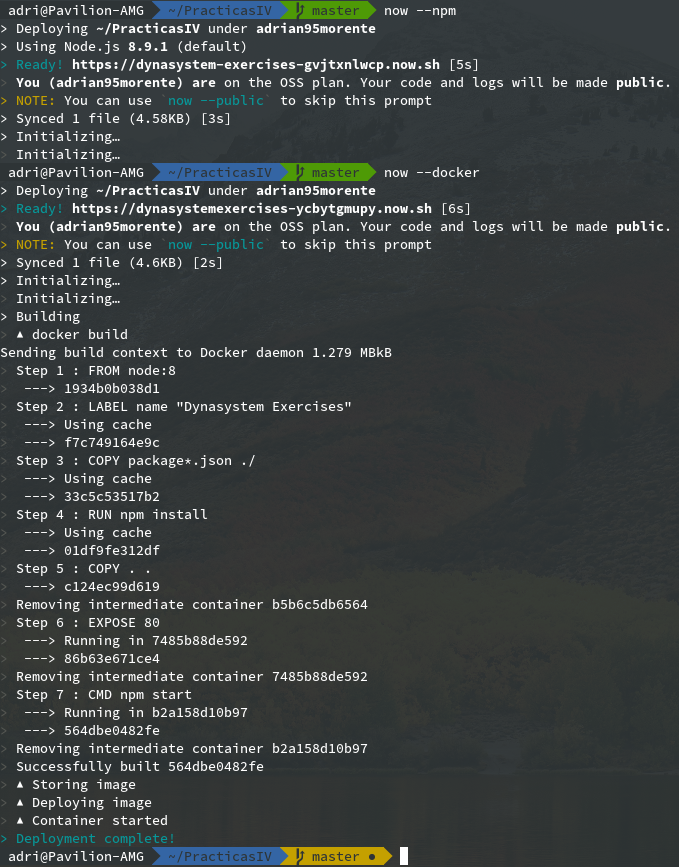 adri@Pavilion-AMG ~/PracticasIV master now --npm
> Deploying ~/PracticasIV under adrian95morente
> Using Node.js 8.9.1 (default)
> Ready! https://dynasystem-exercises-gvjtxnlwcp.now.sh [5s]
> You (adrian95morente) are on the OSS plan. Your code and logs will be made public.
> NOTE: You can use `now --public` to skip this prompt
> Synced 1 file (4.58KB) [3s]
> Initializing…
> Initializing…
adri@Pavilion-AMG ~/PracticasIV master now --docker
> Deploying ~/PracticasIV under adrian95morente
> Ready! https://dynasystemexercises-ycbytgmupy.now.sh [6s]
> You (adrian95morente) are on the OSS plan. Your code and logs will be made public.
> NOTE: You can use `now --public` to skip this prompt
> Synced 1 file (4.6KB) [2s]
> Initializing…
> Initializing…
> Building
> ▲ docker build
Sending build context to Docker daemon 1.279 MBkB
> Step 1 : FROM node:8
>  ---> 1934b0b038d1
> Step 2 : LABEL name "Dynasystem Exercises"
>  ---> Using cache
>  ---> f7c749164e9c
> Step 3 : COPY package*.json ./
>  ---> Using cache
>  ---> 33c5c53517b2
> Step 4 : RUN npm install
>  ---> Using cache
>  ---> 01df9fe312df
> Step 5 : COPY . .
>  ---> c124ec99d619
> Removing intermediate container b5b6c5db6564
> Step 6 : EXPOSE 80
>  ---> Running in 7485b88de592
>  ---> 86b63e671ce4
> Removing intermediate container 7485b88de592
> Step 7 : CMD npm start
>  ---> Running in b2a158d10b97
>  ---> 564dbe0482fe
> Removing intermediate container b2a158d10b97
> Successfully built 564dbe0482fe
> ▲ Storing image
> ▲ Deploying image
> ▲ Container started
> Deployment complete!
adri@Pavilion-AMG ~/PracticasIV master ●